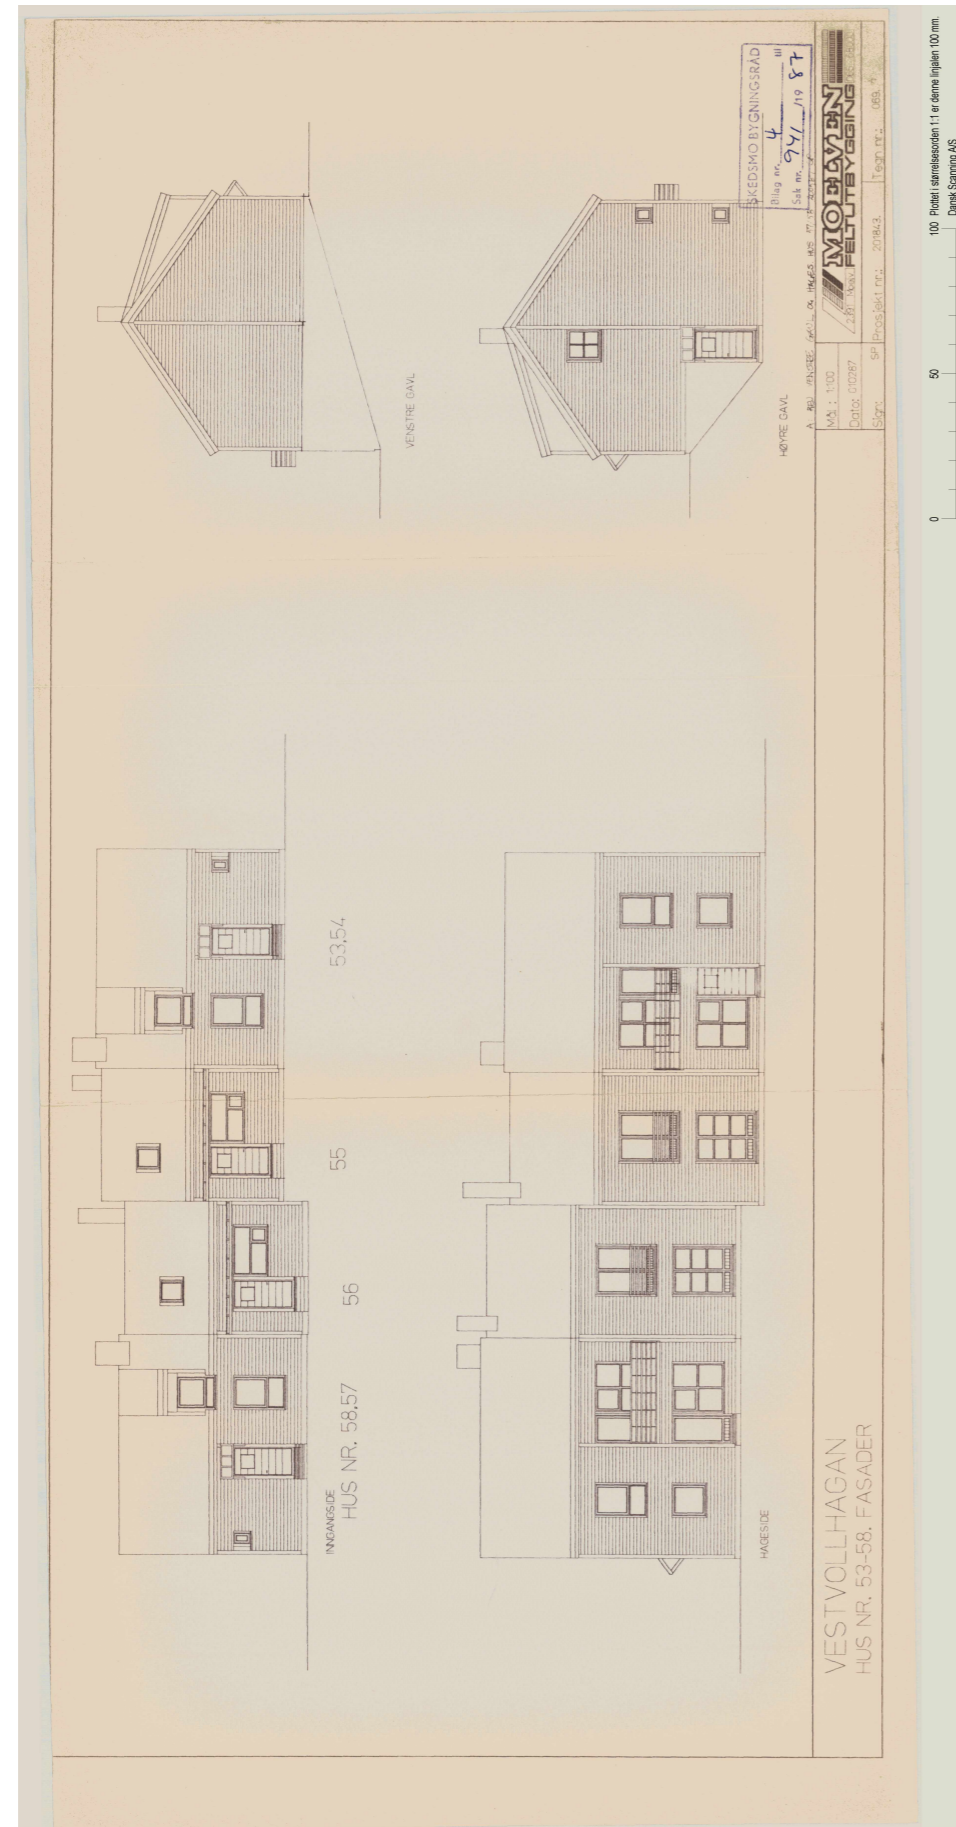 INNGANGSIDE
HUS NR. 58,57
56
55
53,54
VENSTRE GAVL
HAGESIDE
HØYRE GAVL
SKEDSMO BYGNINGSRÅD
Bilag nr. 4
Sak nr. 941/19 87
VESTVOLLHAGAN
HUS NR. 53-58. FASADER
Mål : 1:100
Dato: 010287
Sign: SP
MOELVEN
FELTUTBYGGING
Prosjekt nr.: 201843.
Tegn nr.: 089.
0 50 100 Plottet i størrelsesorden 1:1 er denne linjalen 100 mm.
Dansk Scanning A/S